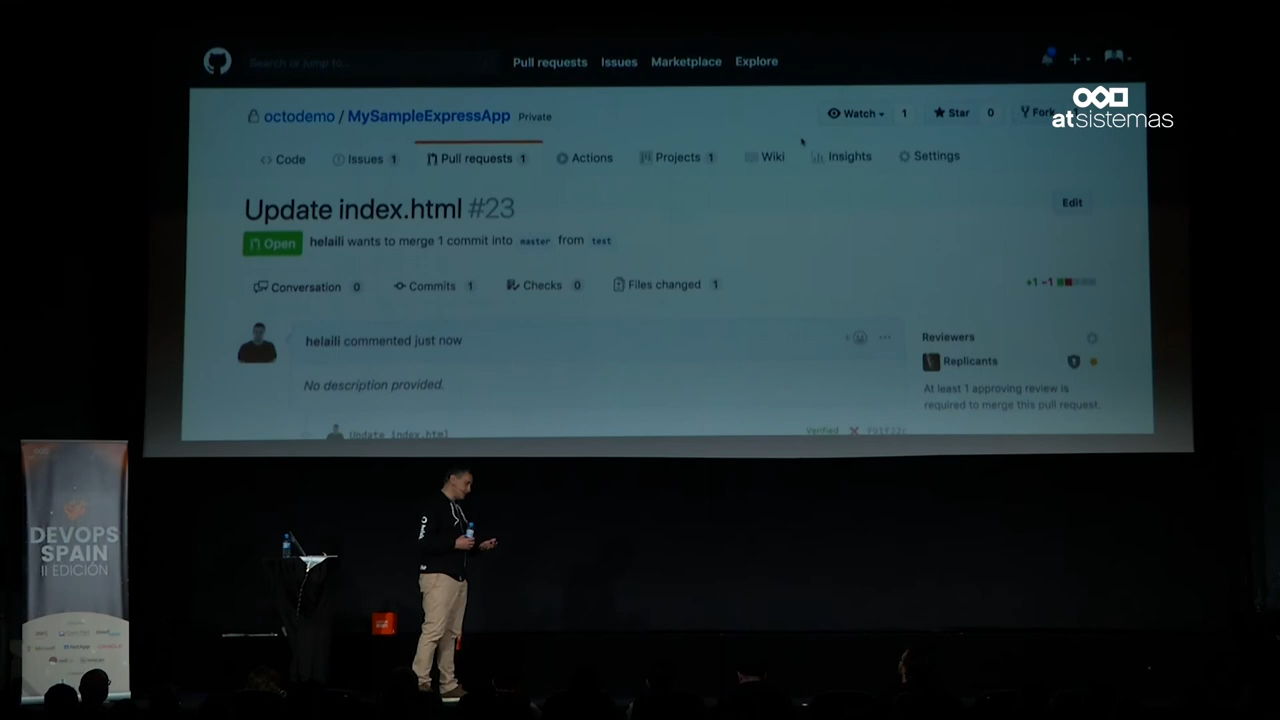 Search or jump to...
Pull requests Issues Marketplace Explore
atsistemas
octodemo / MySampleExpressApp Private
Watch 1 Star 0 Fork
Code Issues 1 Pull requests 1 Actions Projects 1 Wiki Insights Settings
Update index.html #23
Edit
Open helaili wants to merge 1 commit into master from test
Conversation 0 Commits 1 Checks 0 Files changed 1
+1 -1
helaili commented just now
Reviewers
Replicants
No description provided.
At least 1 approving review is
required to merge this pull request.
Update index.html
Verified
DEVOPS
SPAIN
II EDICIÓN